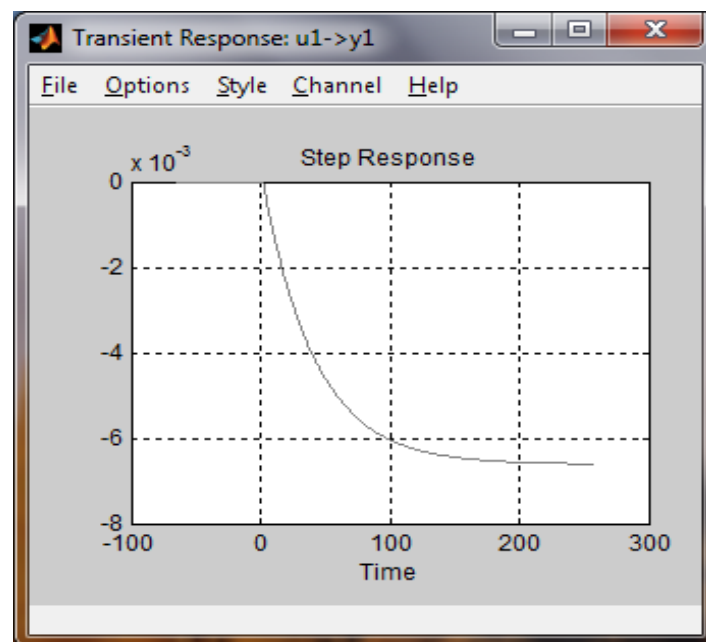 Transient Response: u1->y1
File Options Style Channel Help
x 10⁻³ Step Response
0
-2
-4
-6
-8
-100 0 100 200 300
Time